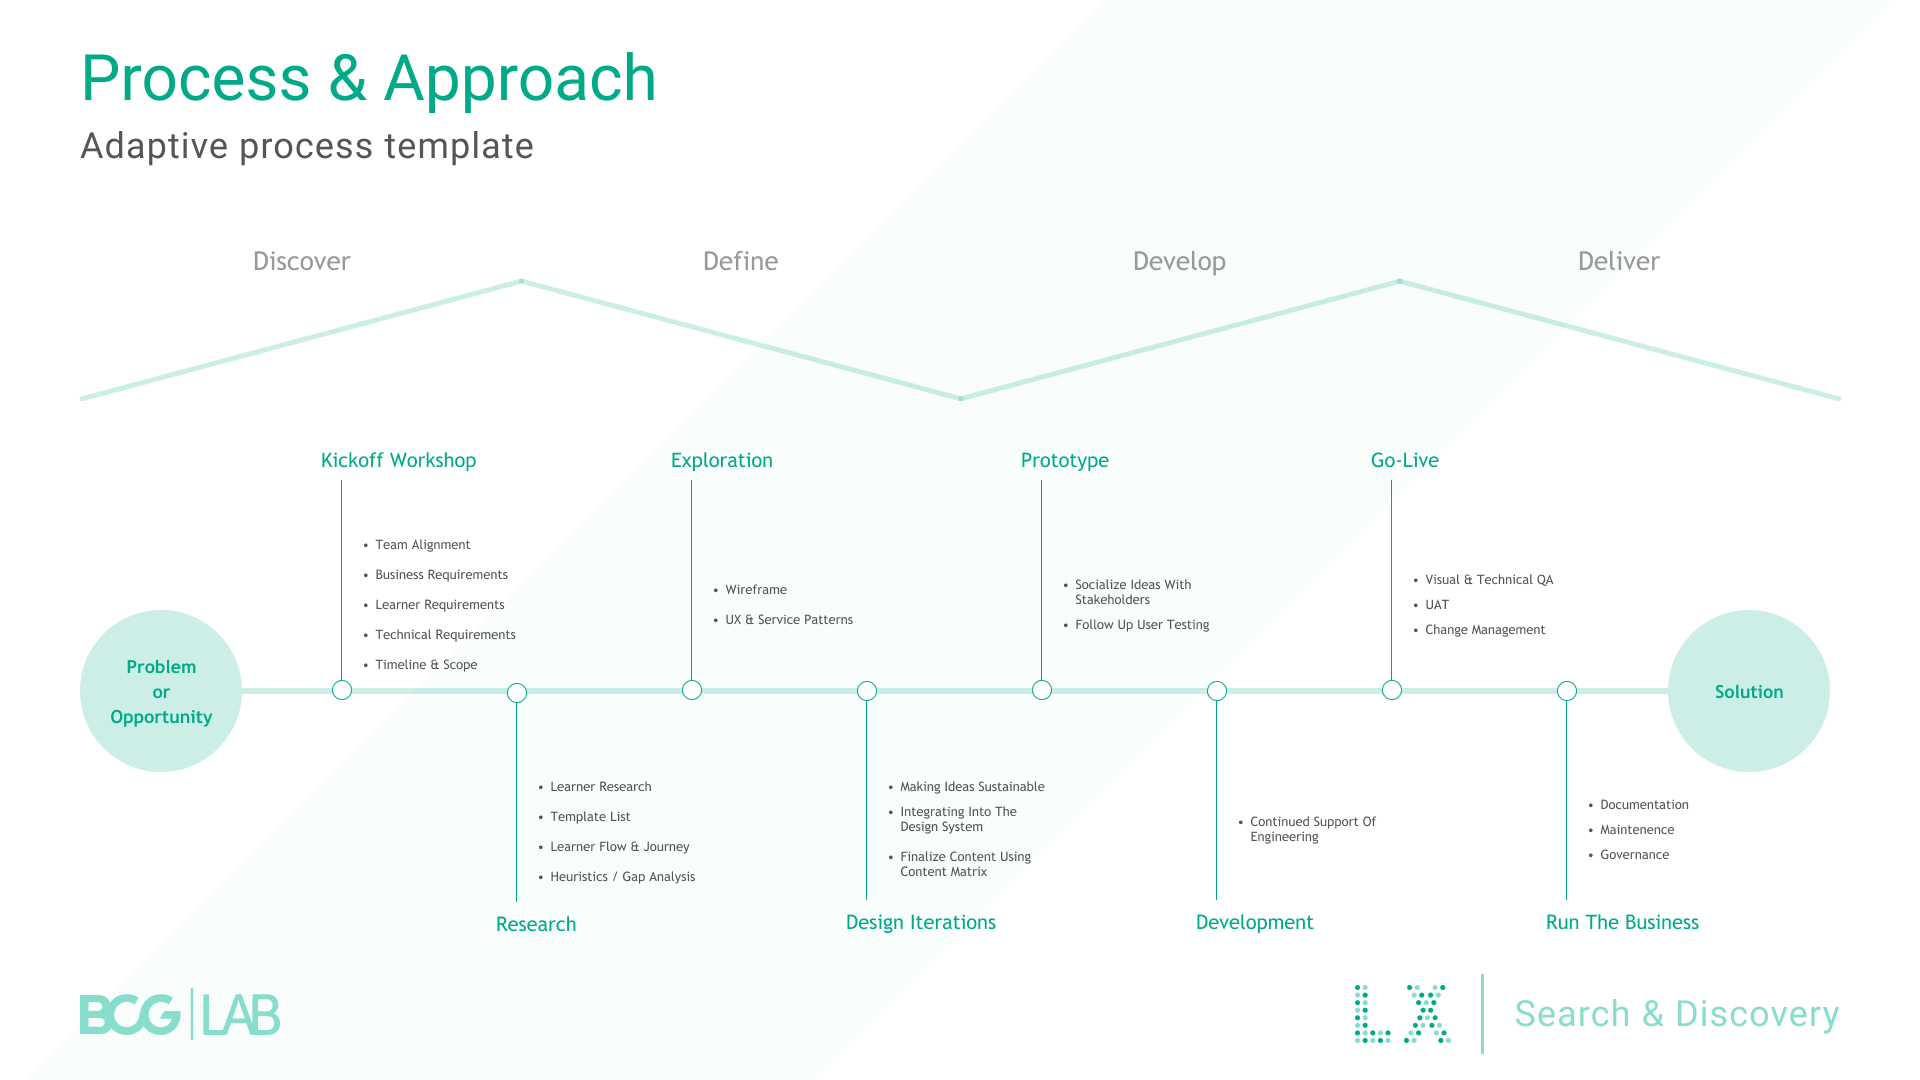 Process & Approach
Adaptive process template
Discover
Define
Develop
Deliver
Kickoff Workshop
Exploration
Prototype
Go-Live
• Team Alignment
• Business Requirements
• Learner Requirements
• Technical Requirements
• Timeline & Scope
• Wireframe
• UX & Service Patterns
• Socialize Ideas With
Stakeholders
• Follow Up User Testing
• Visual & Technical QA
• UAT
• Change Management
Problem
or
Opportunity
Solution
• Learner Research
• Template List
• Learner Flow & Journey
• Heuristics / Gap Analysis
• Making Ideas Sustainable
• Integrating Into The
Design System
• Finalize Content Using
Content Matrix
• Continued Support Of
Engineering
• Documentation
• Maintenence
• Governance
Research
Design Iterations
Development
Run The Business
BCG | LAB
LX | Search & Discovery